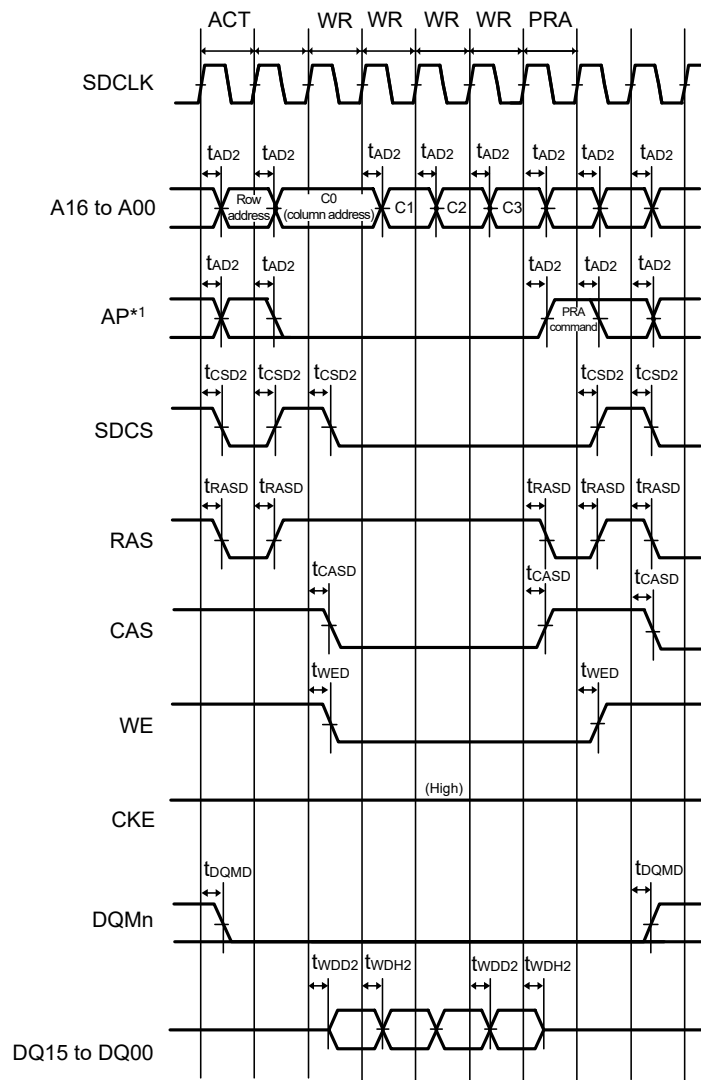 ACT WR WR WR WR PRA
SDCLK
tAD2 tAD2 tAD2 tAD2 tAD2 tAD2 tAD2 tAD2
A16 to A00
Row address
C0 (column address)
C1 C2 C3
tAD2 tAD2 tAD2 tAD2 tAD2
AP*1
PRA command
tCSD2 tCSD2 tCSD2 tCSD2 tCSD2
SDCS
tRASD tRASD tRASD tRASD tRASD
RAS
tCASD tCASD tCASD
CAS
tWED tWED
WE
(High)
CKE
tDQMD tDQMD
DQMn
tWDD2 tWDH2 tWDD2 tWDH2
DQ15 to DQ00